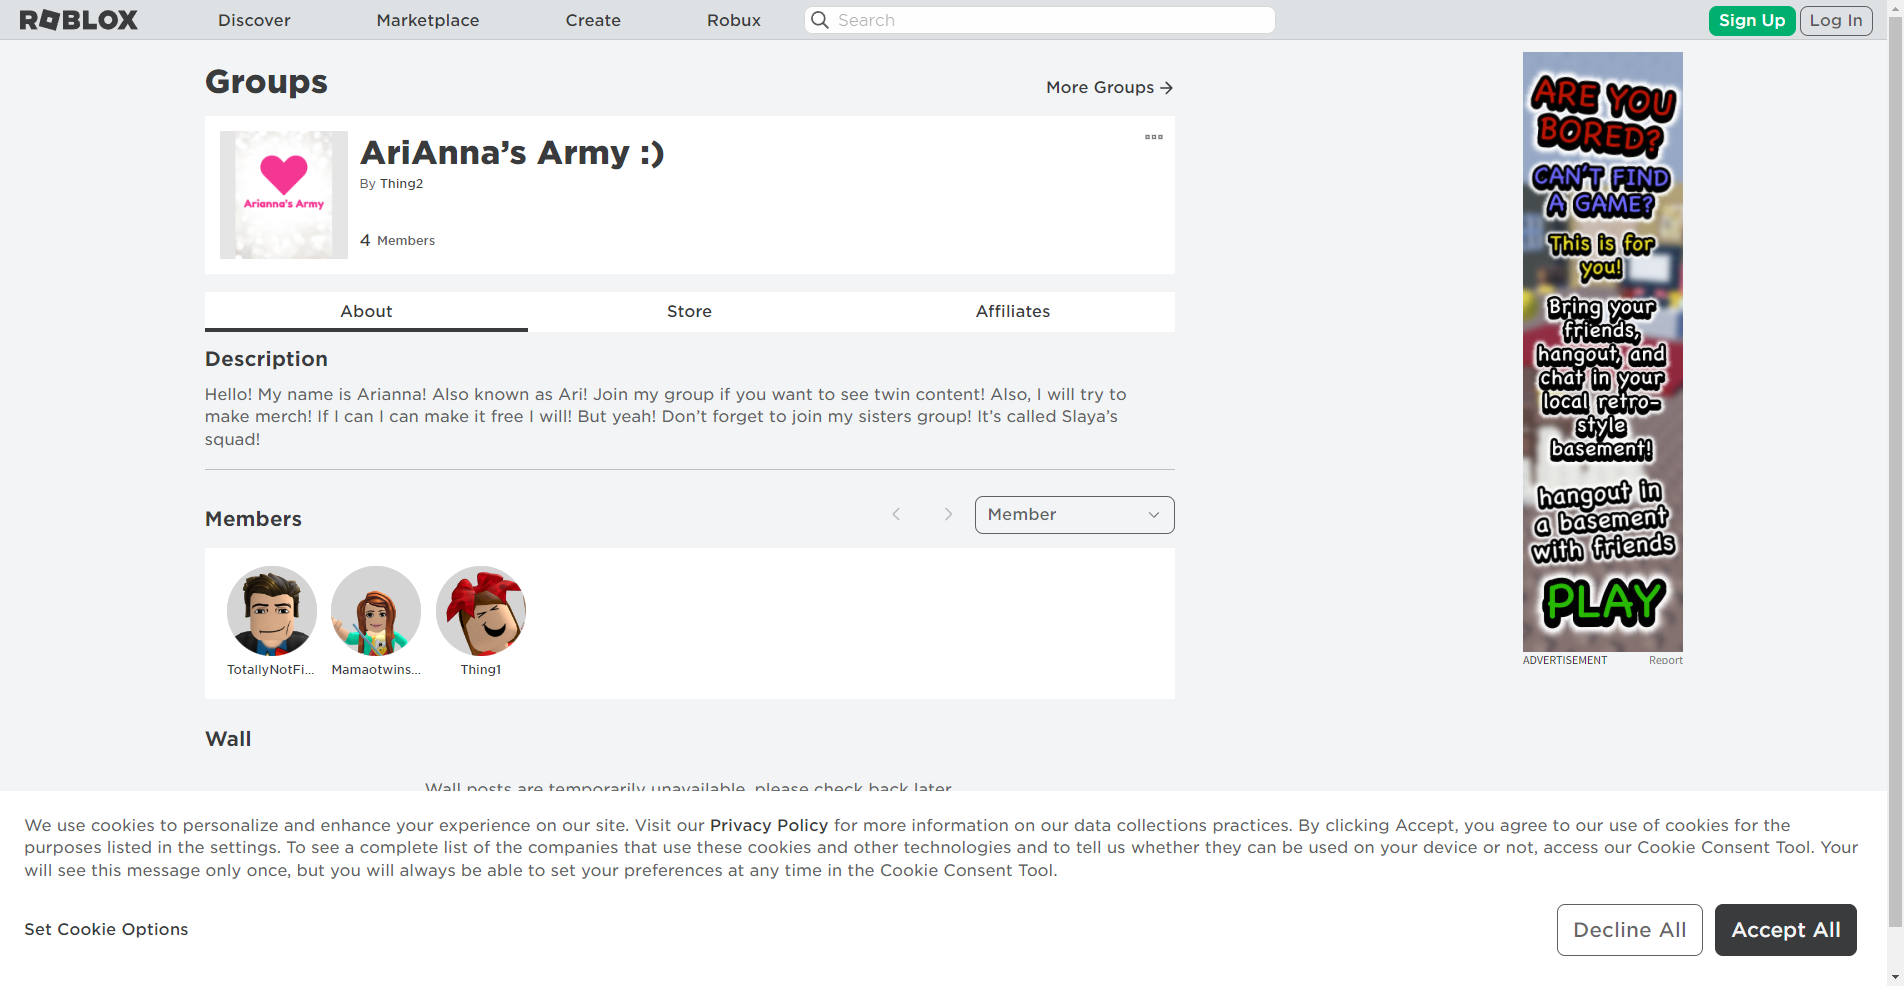 ROBLOX Discover Marketplace Create Robux Search Sign Up Log In
Groups
More Groups
Arianna's Army
AriAnna's Army :)
By Thing2
4 Members
About Store Affiliates
Description
Hello! My name is Arianna! Also known as Ari! Join my group if you want to see twin content! Also, I will try to
make merch! If I can I can make it free I will! But yeah! Don't forget to join my sisters group! It's called Slaya's
squad!
Members
Member
TotallyNotFi... Mamaotwins... Thing1
Wall
Wall posts are temporarily unavailable, please check back later
ARE YOU
BORED?
CAN'T FIND
A GAME?
This is for
you!
Bring your
friends,
hangout, and
chat in your
local retro-
style
basement!
hangout in
a basement
with friends
PLAY
ADVERTISEMENT Report
We use cookies to personalize and enhance your experience on our site. Visit our Privacy Policy for more information on our data collections practices. By clicking Accept, you agree to our use of cookies for the
purposes listed in the settings. To see a complete list of the companies that use these cookies and other technologies and to tell us whether they can be used on your device or not, access our Cookie Consent Tool. Your
will see this message only once, but you will always be able to set your preferences at any time in the Cookie Consent Tool.
Set Cookie Options
Decline All
Accept All